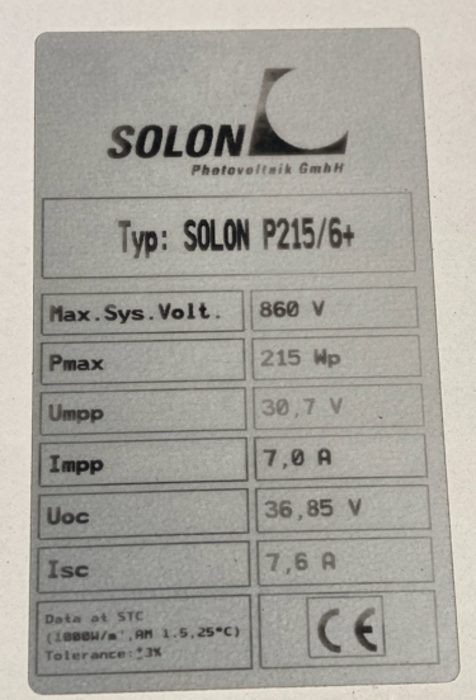 SOLON
Photovoltaik GmbH
Typ: SOLON P215/6+
Max.Sys.Volt. 860 V
Pmax 215 Wp
Umpp 30,7 V
Impp 7,0 A
Uoc 36,85 V
Isc 7,6 A
Data at STC
(1000W/m²,AM 1.5,25°C)
Tolerance:±3%
CE